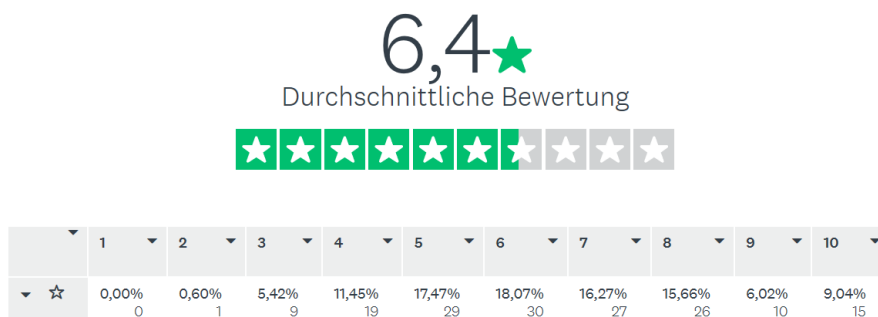 6,4
Durchschnittliche Bewertung
1 2 3 4 5 6 7 8 9 10
0,00% 0,60% 5,42% 11,45% 17,47% 18,07% 16,27% 15,66% 6,02% 9,04%
0 1 9 19 29 30 27 26 10 15